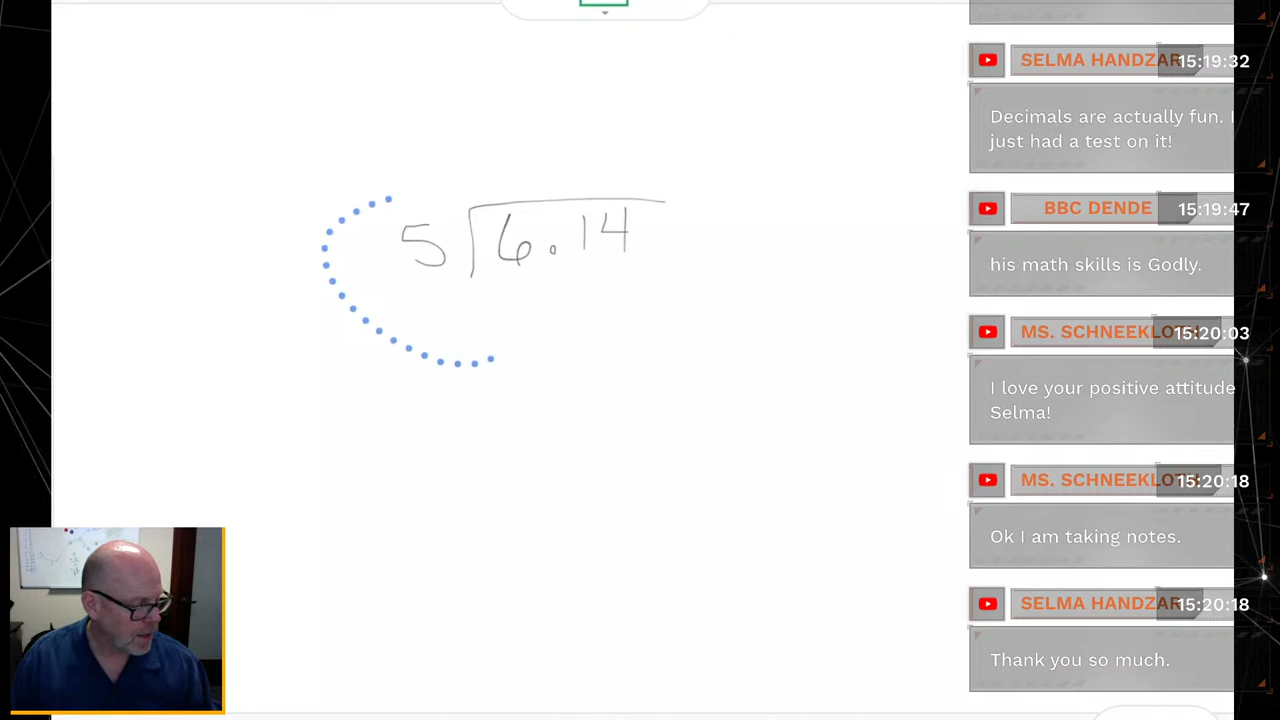 5 6.14
SELMA HANDZAR 15:19:32
Decimals are actually fun. I
just had a test on it!
BBC DENDE 15:19:47
his math skills is Godly.
MS. SCHNEEKLOTH 15:20:03
I love your positive attitude
Selma!
MS. SCHNEEKLOTH 15:20:18
Ok I am taking notes.
SELMA HANDZAR 15:20:18
Thank you so much.